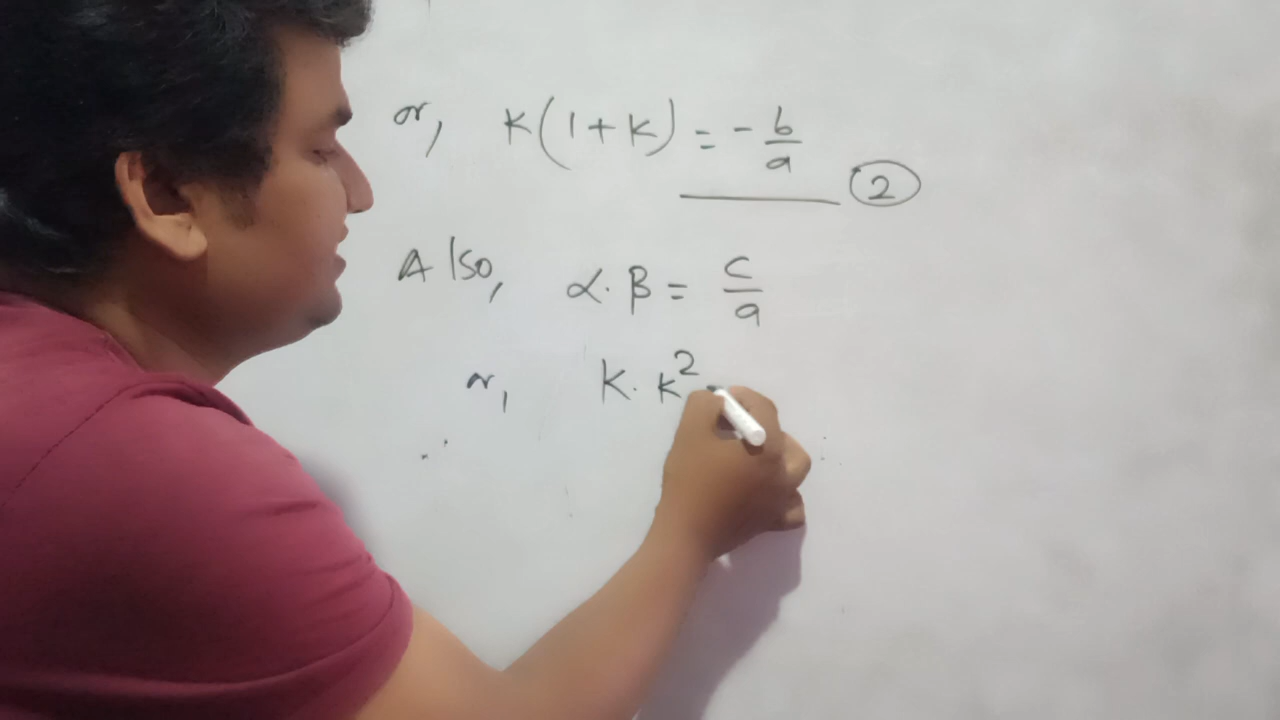 or, K(1+K) = - b/a
②
Also, α. β = c/a
or, K. K²